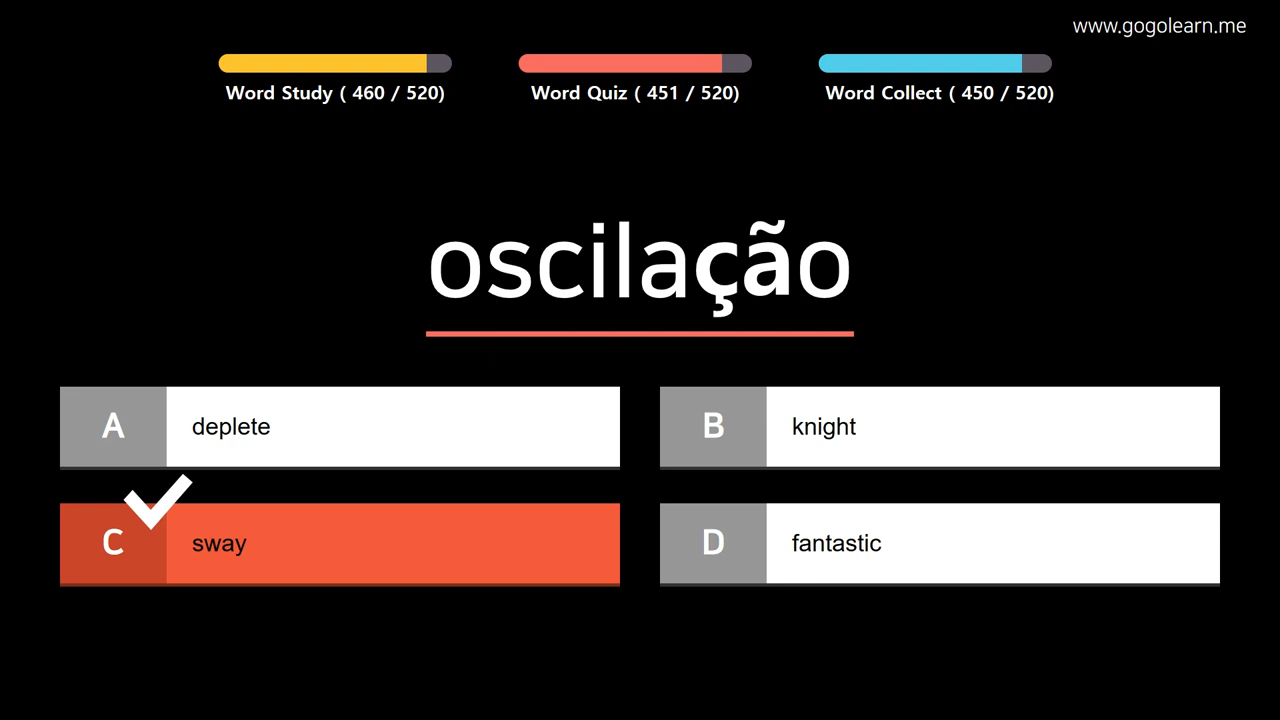 www.gogolearn.me
Word Study ( 460 / 520)
Word Quiz ( 451 / 520)
Word Collect ( 450 / 520)
oscilação
A deplete
B knight
C sway
D fantastic